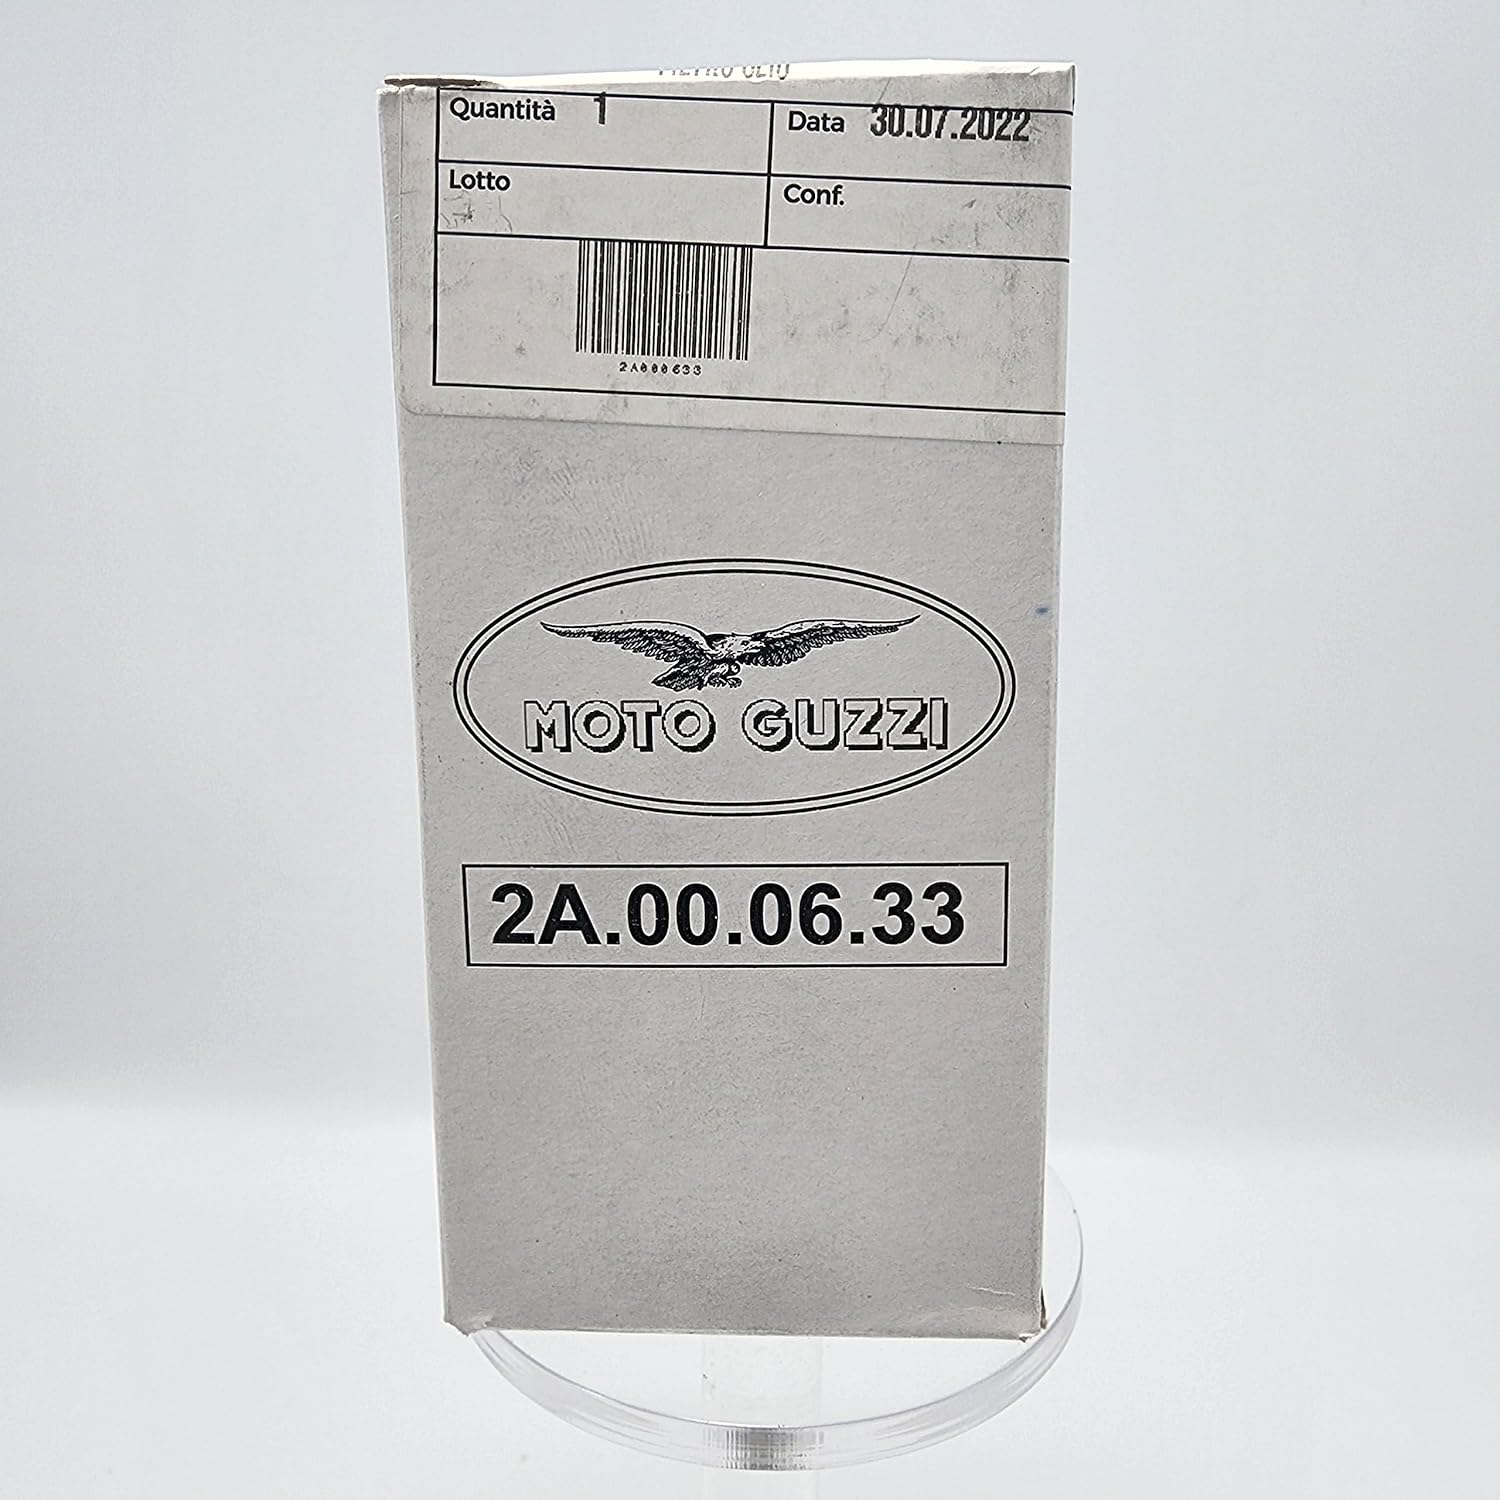 Quantità 1 Data 30.07.2022
Lotto Conf.
2A000633
MOTO GUZZI
2A.00.06.33